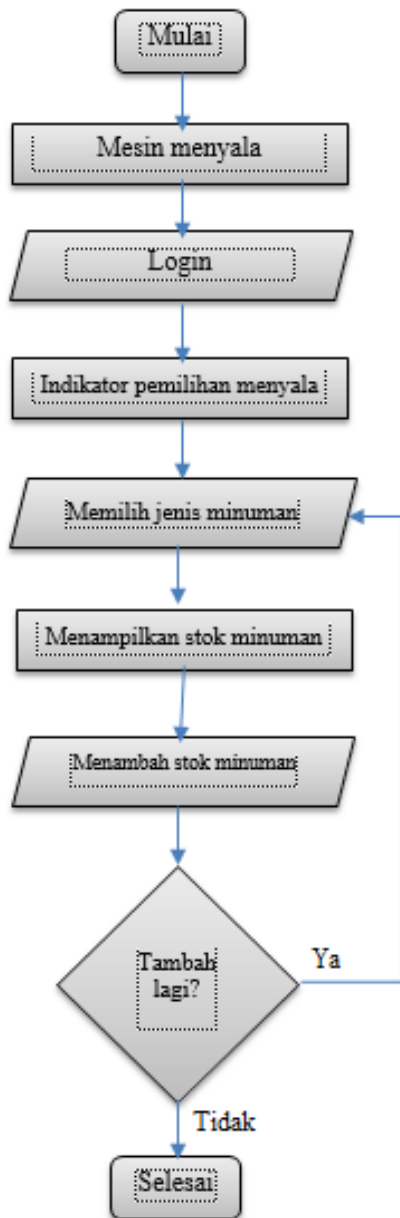 Mulai
Mesin menyala
Login
Indikator pemilihan menyala
Memilih jenis minuman
Menampilkan stok minuman
Menambah stok minuman
Tambah
lagi?
Ya
Tidak
Selesai